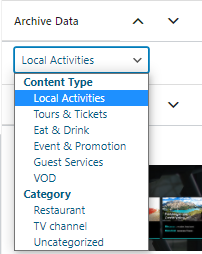 Archive Data
Local Activities
Content Type
Local Activities
Tours & Tickets
Eat & Drink
Event & Promotion
Guest Services
VOD
Category
Restaurant
TV channel
Uncategorized